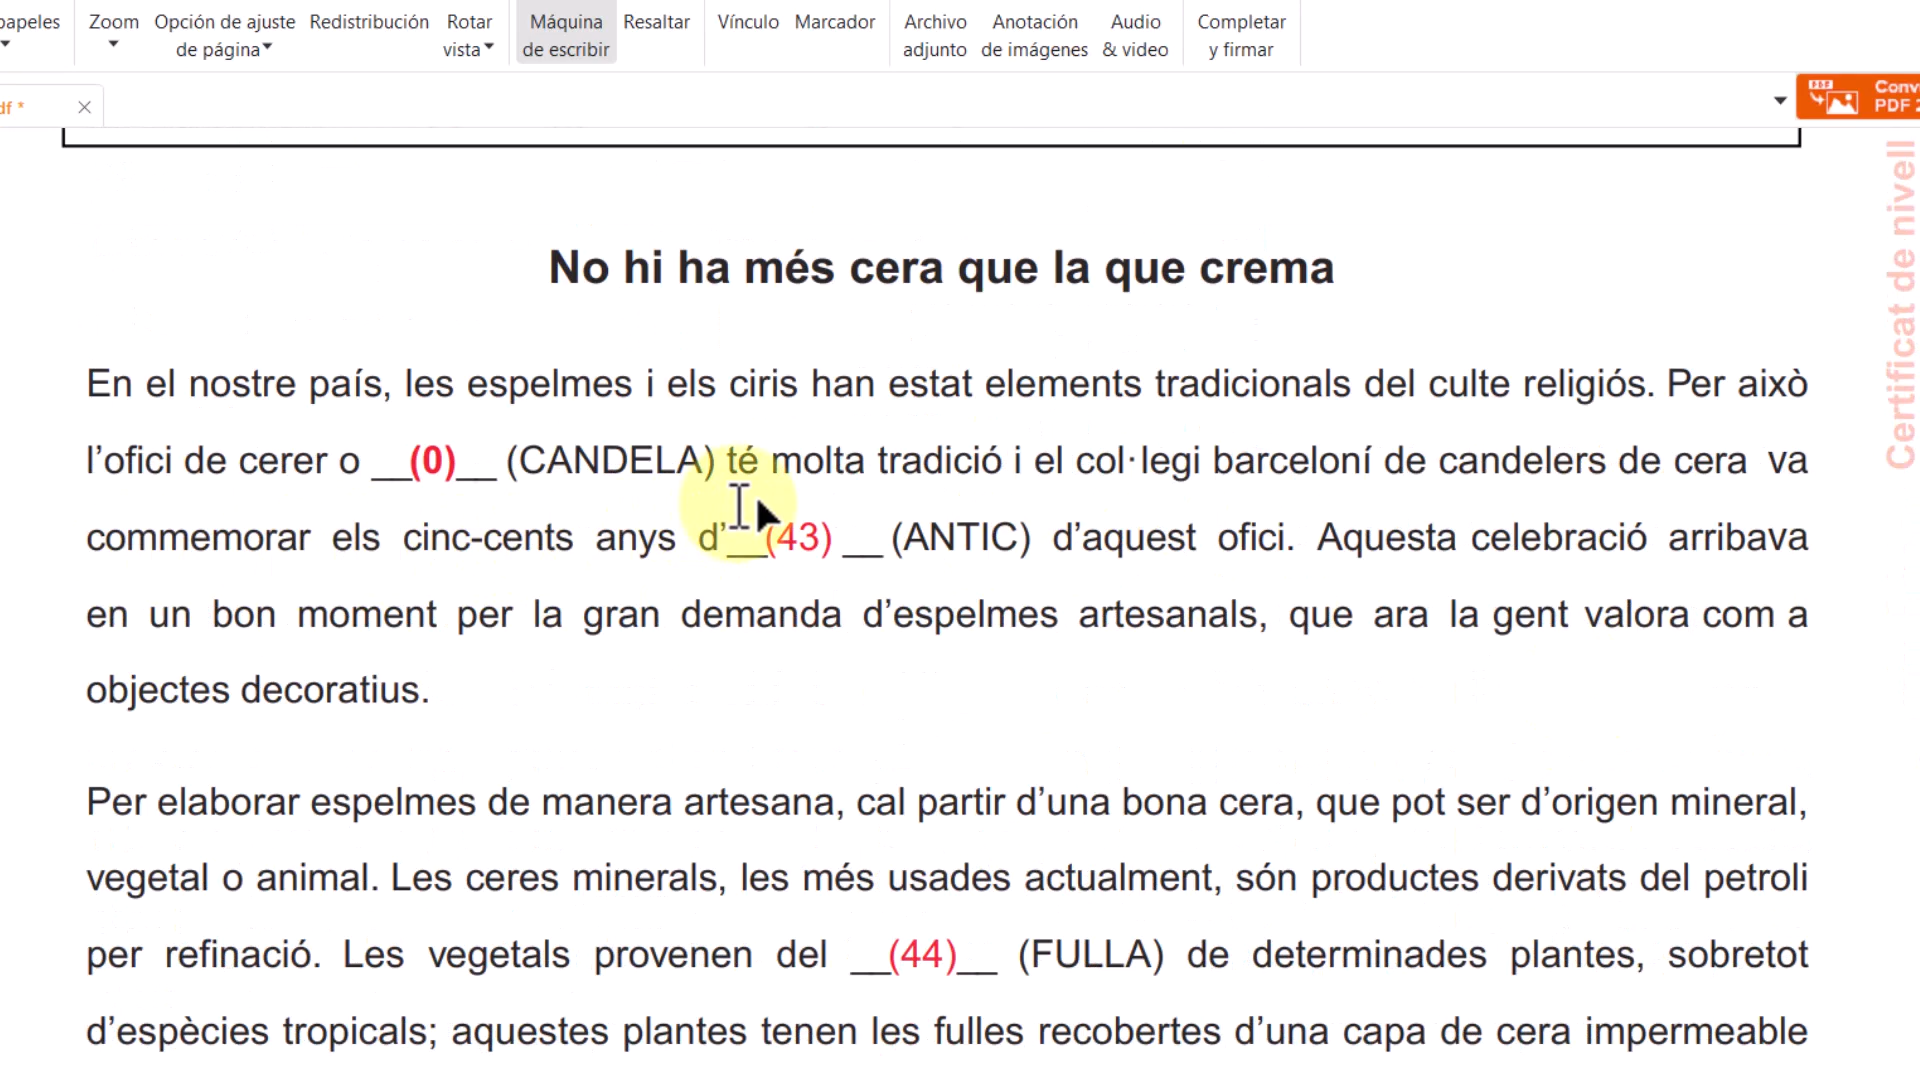 papeles
Zoom
Opción de ajuste
de página
Redistribución
Rotar
vista
Máquina
de escribir
Resaltar
Vínculo
Marcador
Archivo
adjunto
Anotación
de imágenes
Audio
& video
Completar
y firmar
df *
PDF
Conv
PDF 2
Certificat de nivell
No hi ha més cera que la que crema
En el nostre país, les espelmes i els ciris han estat elements tradicionals del culte religiós. Per això
l’ofici de cerer o __(0)__ (CANDELA) té molta tradició i el col·legi barceloní de candelers de cera va
commemorar els cinc-cents anys d’__(43) __ (ANTIC) d’aquest ofici. Aquesta celebració arribava
en un bon moment per la gran demanda d’espelmes artesanals, que ara la gent valora com a
objectes decoratius.
Per elaborar espelmes de manera artesana, cal partir d’una bona cera, que pot ser d’origen mineral,
vegetal o animal. Les ceres minerals, les més usades actualment, són productes derivats del petroli
per refinació. Les vegetals provenen del __(44)__ (FULLA) de determinades plantes, sobretot
d’espècies tropicals; aquestes plantes tenen les fulles recobertes d’una capa de cera impermeable